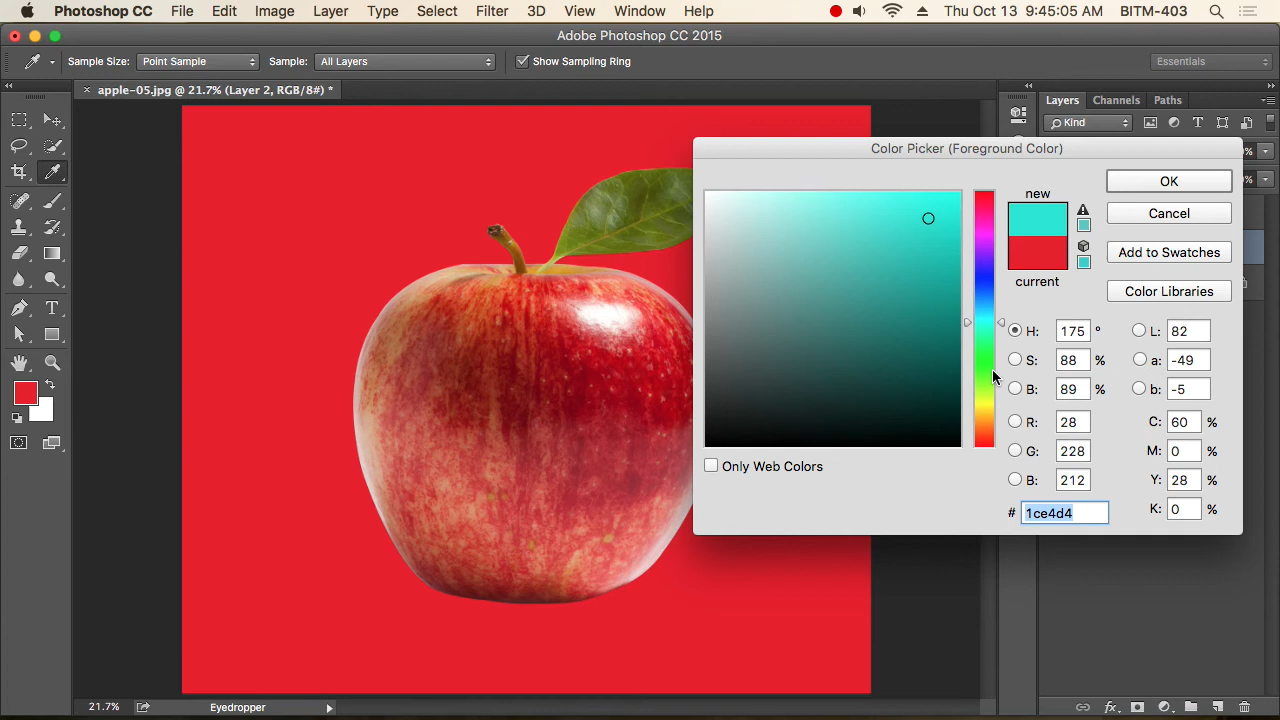 Photoshop CC File Edit Image Layer Type Select Filter 3D View Window Help Thu Oct 13 9:45:05 AM BITM-403
Adobe Photoshop CC 2015
Sample Size: Point Sample Sample: All Layers Show Sampling Ring Essentials
× apple-05.jpg @ 21.7% (Layer 2, RGB/8#) *
Layers Channels Paths
Kind
Color Picker (Foreground Color)
new
current
OK
Cancel
Add to Swatches
Color Libraries
H: 175 ° L: 82
S: 88 % a: -49
B: 89 % b: -5
R: 28 C: 60 %
G: 228 M: 0 %
B: 212 Y: 28 %
# 1ce4d4 K: 0 %
Only Web Colors
21.7% Eyedropper